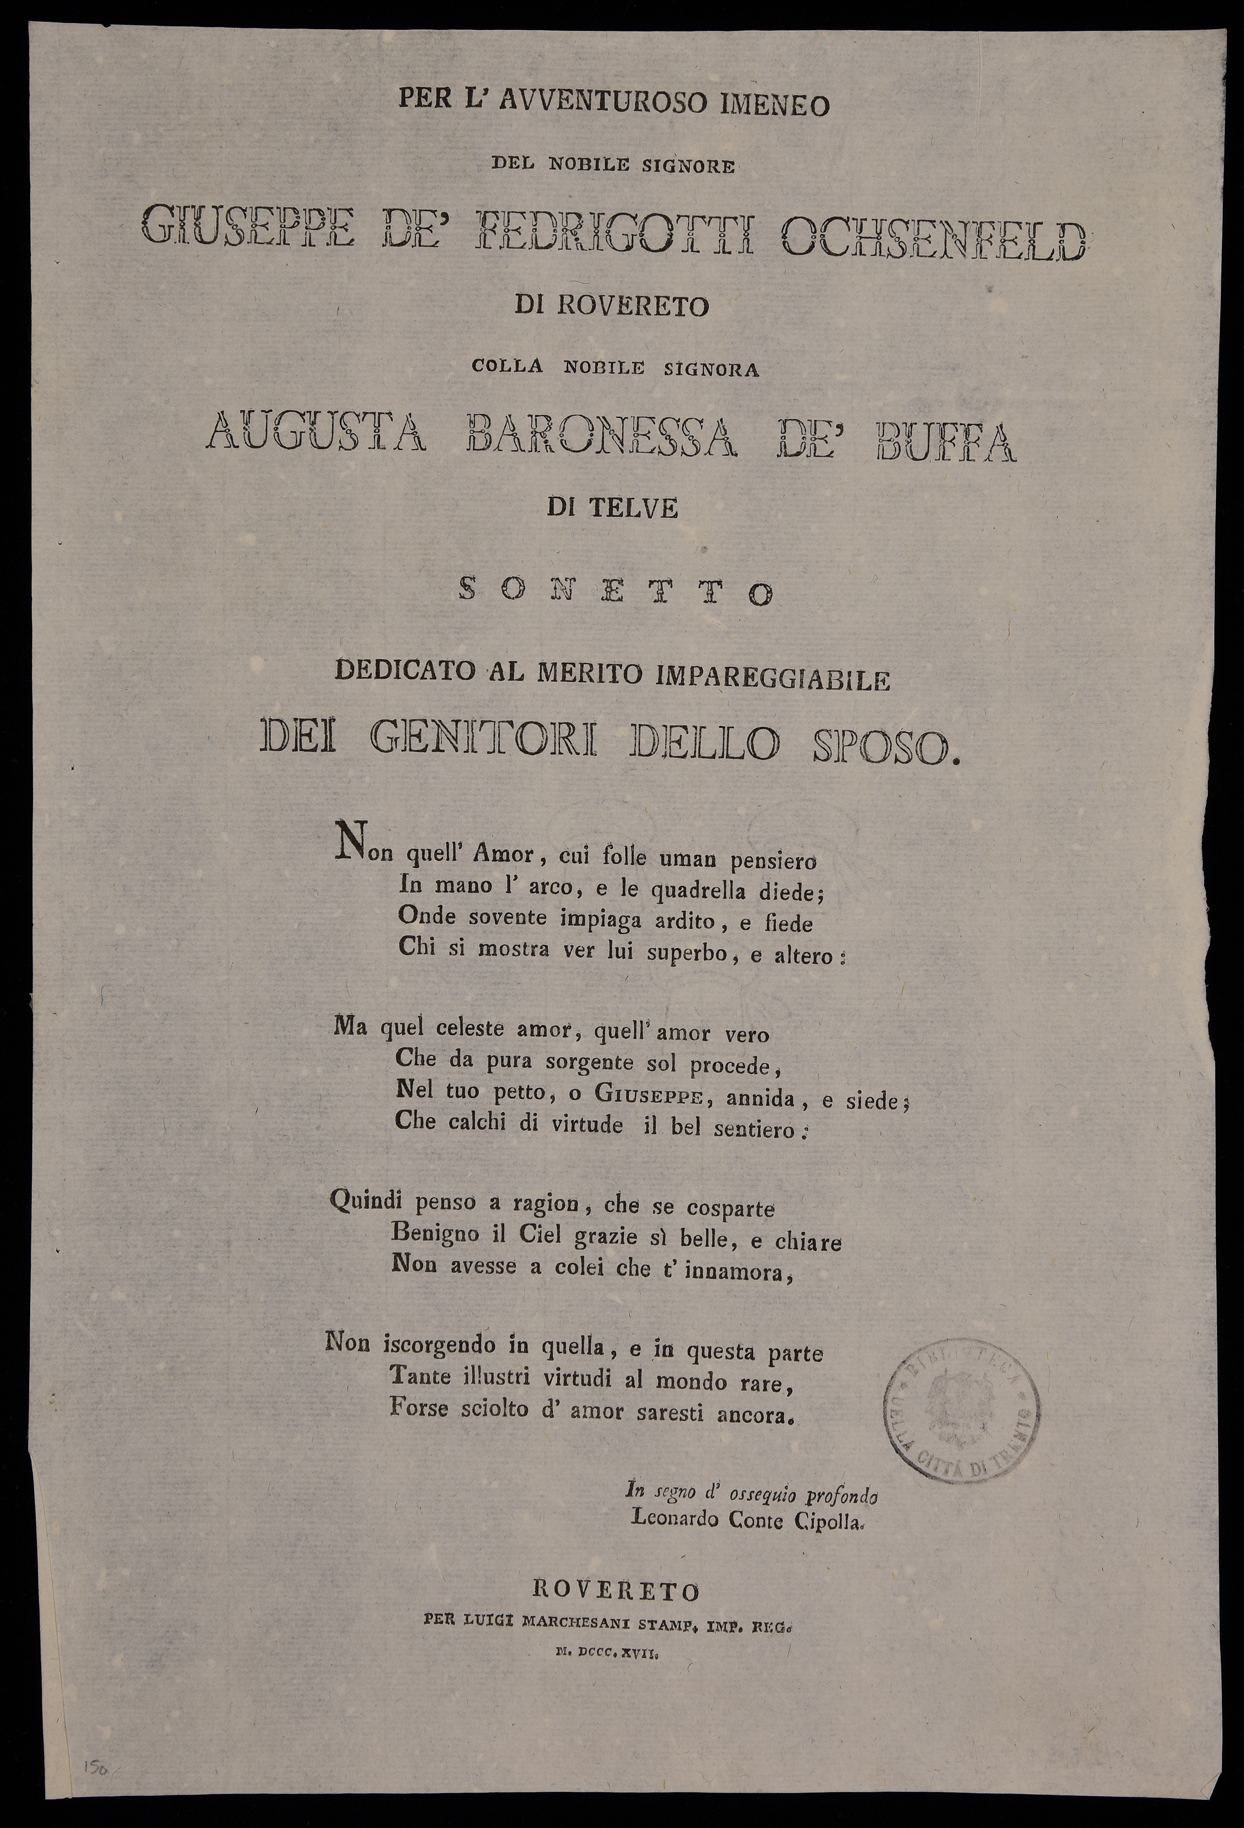 PER L' AVVENTUROSO IMENEO
DEL NOBILE SIGNORE
GIUSEPPE DE' FEDRIGOTTI OCHSENFELD
DI ROVERETO
COLLA NOBILE SIGNORA
AUGUSTA BARONESSA DE' BUFFA
DI TELVE
SONETTO
DEDICATO AL MERITO IMPAREGGIABILE
DEI GENITORI DELLO SPOSO.
Non quell' Amor, cui folle uman pensiero
In mano l' arco, e le quadrella diede;
Onde sovente impiaga ardito, e fiede
Chi si mostra ver lui superbo, e altero:
Ma quel celeste amor, quell' amor vero
Che da pura sorgente sol procede,
Nel tuo petto, o GIUSEPPE, annida, e siede;
Che calchi di virtude il bel sentiero:
Quindi penso a ragion, che se cosparte
Benigno il Ciel grazie sì belle, e chiare
Non avesse a colei che t' innamora,
Non iscorgendo in quella, e in questa parte
Tante illustri virtudi al mondo rare,
Forse sciolto d' amor saresti ancora.
BIBLIOTECA DELLA CITTÀ DI TRENTO
In segno d' ossequio profondo
Leonardo Conte Cipolla.
ROVERETO
PER LUIGI MARCHESANI STAMP. IMP. REG.
M. DCCC. XVII.
150